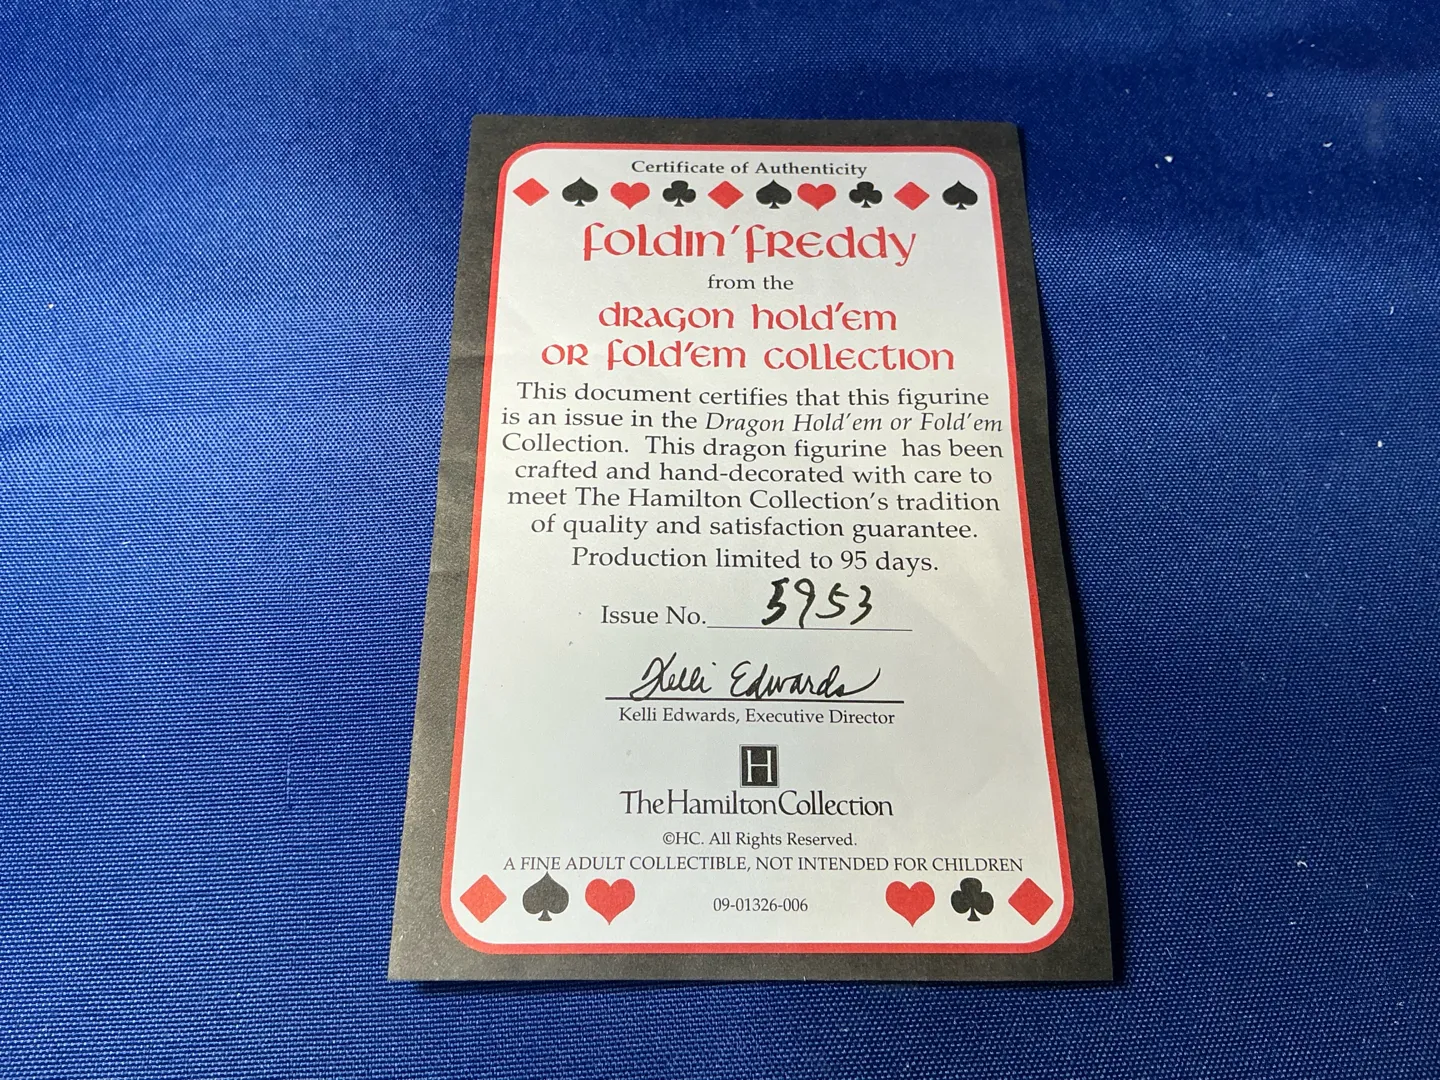 Certificate of Authenticity
Foldin' Freddy
from the
Dragon Hold'em
or Fold'em Collection
This document certifies that this figurine
is an issue in the Dragon Hold'em or Fold'em
Collection. This dragon figurine has been
crafted and hand-decorated with care to
meet The Hamilton Collection's tradition
of quality and satisfaction guarantee.
Production limited to 95 days.
Issue No. 5953
Kelli Edwards
Kelli Edwards, Executive Director
H
The Hamilton Collection
©HC. All Rights Reserved.
A FINE ADULT COLLECTIBLE, NOT INTENDED FOR CHILDREN
09-01326-006